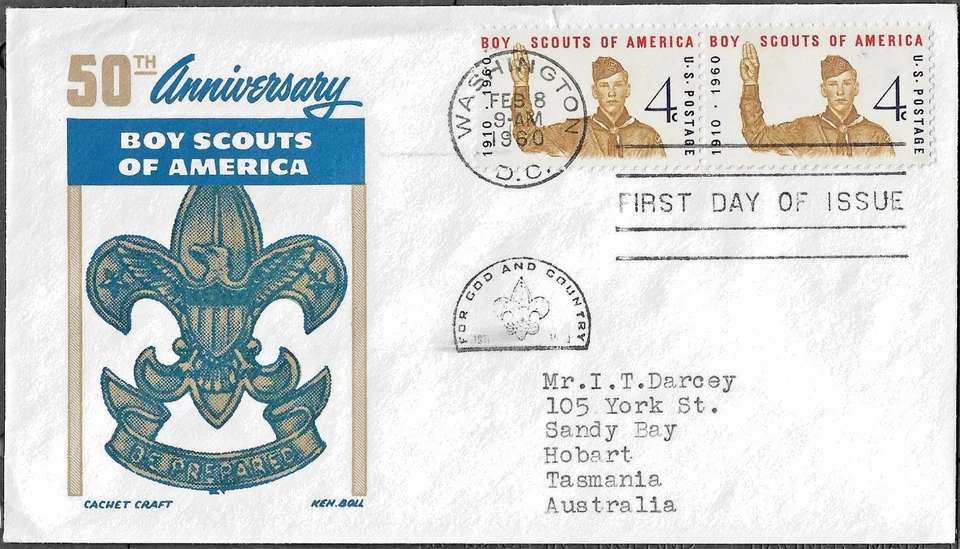 50TH Anniversary
BOY SCOUTS
OF AMERICA
BE PREPARED
CACHET CRAFT
KEN BOLL
BOY SCOUTS OF AMERICA
1910 · 1960
U.S. POSTAGE
4c
BOY SCOUTS OF AMERICA
1910 · 1960
U.S. POSTAGE
4c
WASHINGTON
FEB 8
9-AM
1960
D.C.
FIRST DAY OF ISSUE
FOR GOD AND COUNTRY
Mr.I.T.Darcey
105 York St.
Sandy Bay
Hobart
Tasmania
Australia